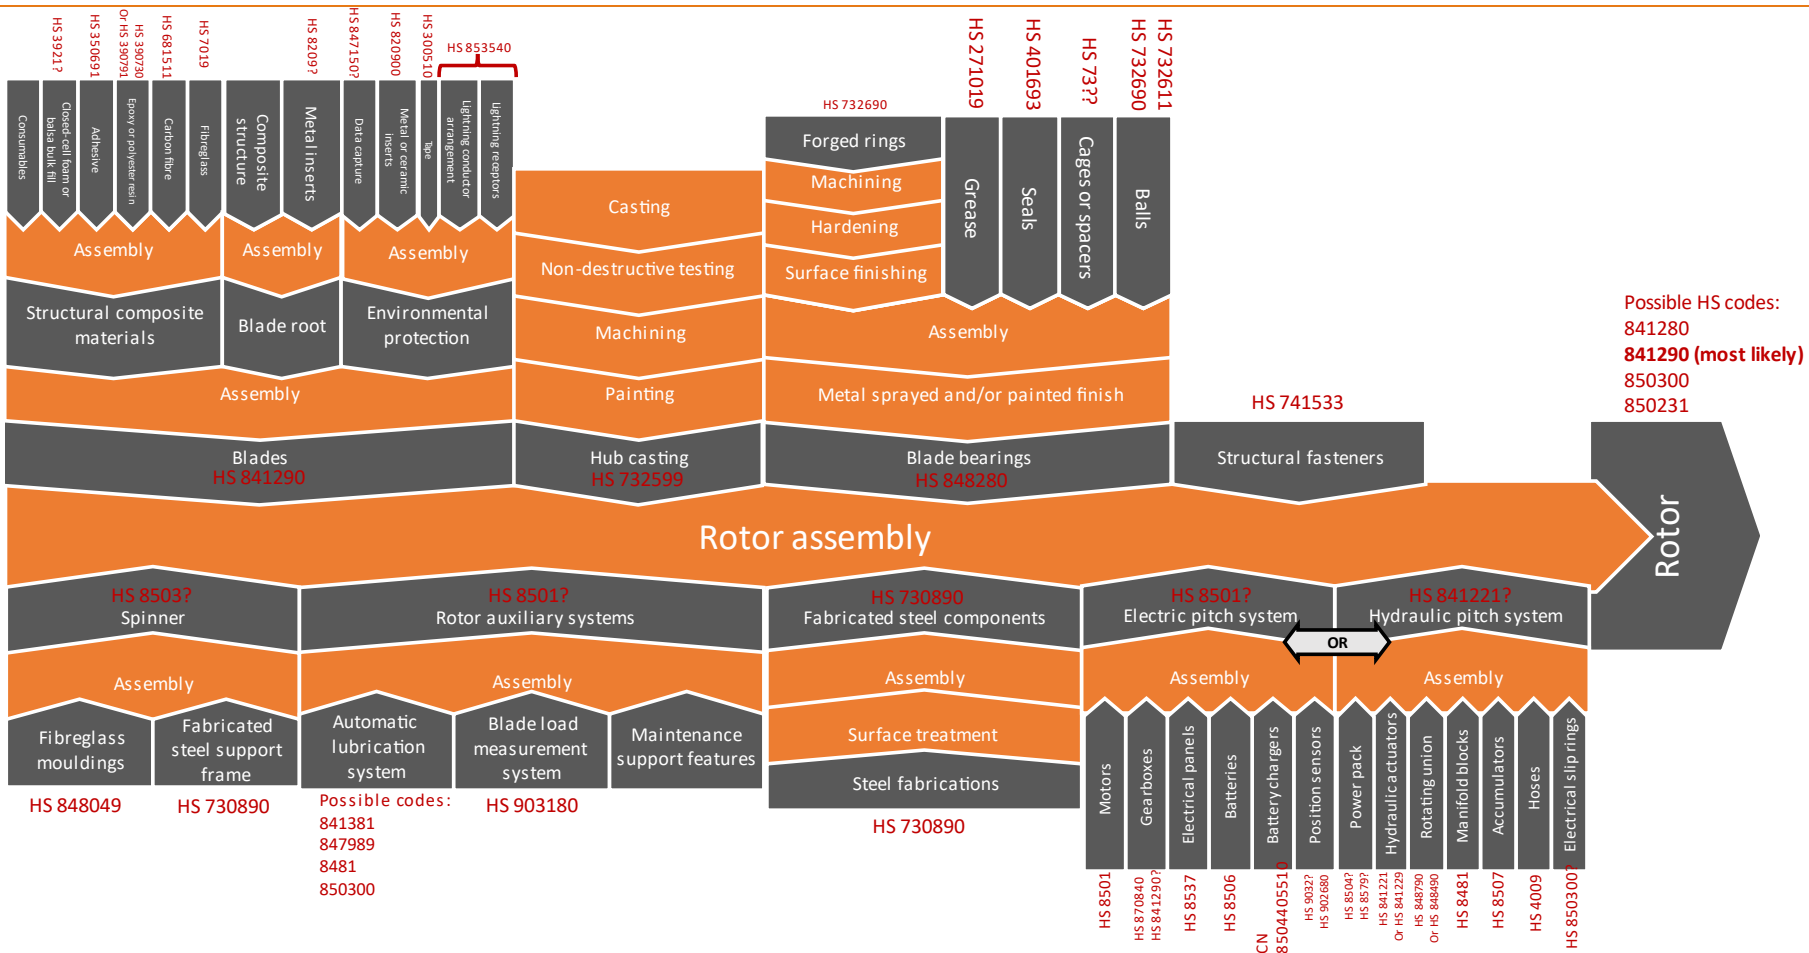 HS 3921?
HS 350691
Or HS 390791
HS 390730
HS 681511
HS 7019
HS 8209?
HS 847150?
HS 820900
HS 300510
HS 853540
HS 732690
HS 271019
HS 401693
HS 73??
HS 732690
HS 732611
Consumables
Closed-cell foam or
balsa bulk fill
Adhesive
Epoxy or polyester resin
Carbon fibre
Fibreglass
Composite
structure
Metal inserts
Data capture
Metal or ceramic
inserts
Tape
Lightning conductor
arrangement
Lightning receptors
Forged rings
Machining
Hardening
Surface finishing
Grease
Seals
Cages or spacers
Balls
Assembly
Assembly
Assembly
Casting
Non-destructive testing
Machining
Painting
Structural composite
materials
Blade root
Environmental
protection
Assembly
Assembly
Metal sprayed and/or painted finish
Blades
HS 841290
Hub casting
HS 732599
Blade bearings
HS 848280
HS 741533
Structural fasteners
Possible HS codes:
841280
841290 (most likely)
850300
850231
Rotor assembly
Rotor
HS 8503?
Spinner
HS 8501?
Rotor auxiliary systems
HS 730890
Fabricated steel components
HS 8501?
Electric pitch system
HS 841221?
Hydraulic pitch system
OR
Assembly
Assembly
Assembly
Assembly
Assembly
Fibreglass
mouldings
Fabricated
steel support
frame
Automatic
lubrication
system
Blade load
measurement
system
Maintenance
support features
Surface treatment
Steel fabrications
Motors
Gearboxes
Electrical panels
Batteries
Battery chargers
Position sensors
Power pack
Hydraulic actuators
Rotating union
Manifold blocks
Accumulators
Hoses
Electrical slip rings
HS 848049
HS 730890
Possible codes:
841381
847989
8481
850300
HS 903180
HS 730890
HS 8501
HS 870840
HS 841290?
HS 8537
HS 8506
CN
8504405510
HS 9032?
HS 902680
HS 8504?
HS 8579?
HS 841221
Or HS 841229
HS 848790
Or HS 848490
HS 8481
HS 8507
HS 4009
HS 850300?